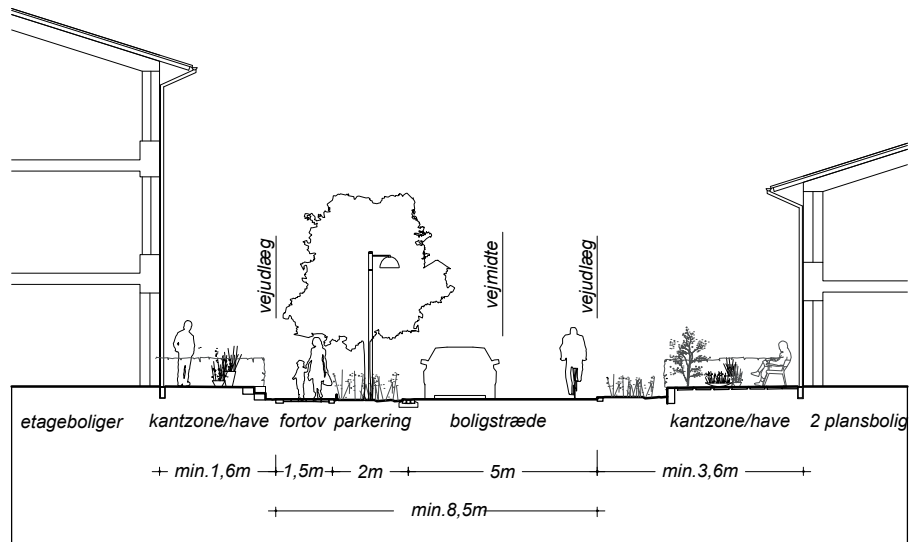 vejudlæg
vejmidte
vejudlæg
etageboliger kantzone/have fortov parkering boligstræde kantzone/have 2 plansbolig
min.1,6m 1,5m 2m 5m min.3,6m
min.8,5m